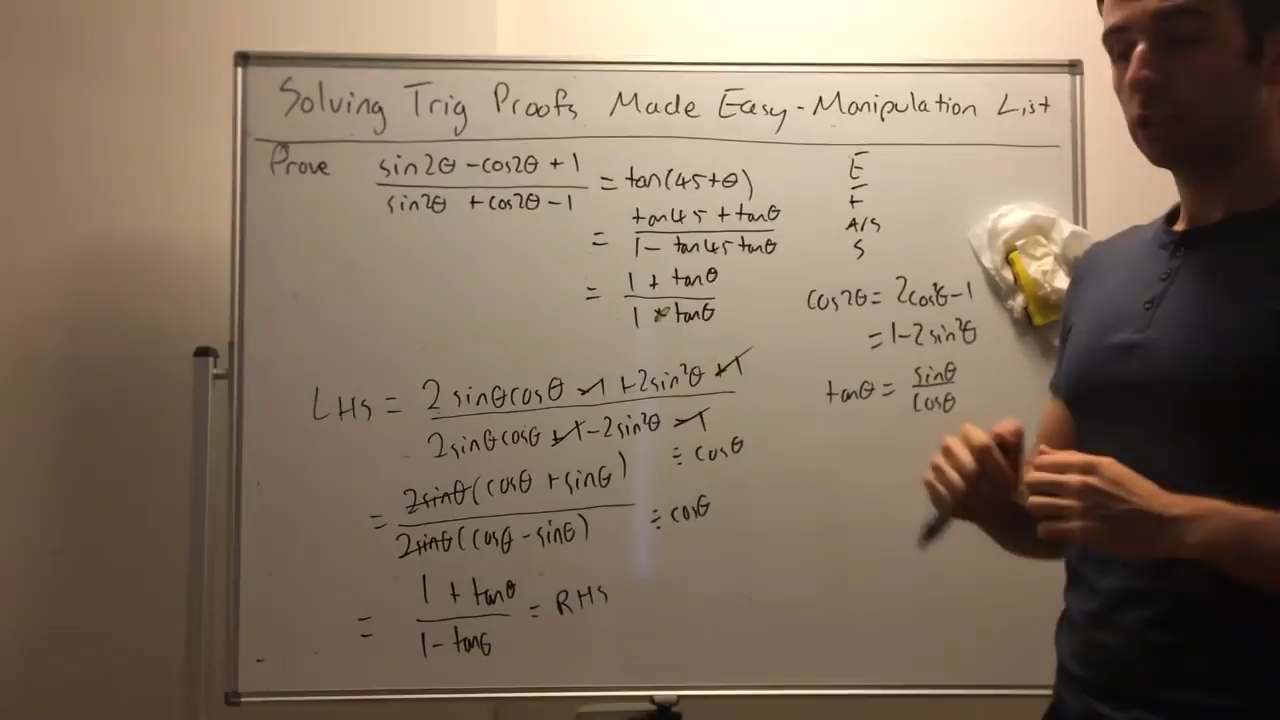 Solving Trig Proofs Made Easy - Manipulation List
Prove (sin2θ - cos2θ + 1)/(sin2θ + cos2θ - 1) = tan(45+θ)
= (tan45 + tanθ)/(1 - tan45 tanθ)
= (1 + tanθ)/(1 - tanθ)
E
t
A/S
S
cos2θ = 2cos²θ-1
= 1-2sin²θ
tanθ = sinθ/cosθ
LHS = (2sinθcosθ -1 +2sin²θ +1)/(2sinθcosθ +1 -2sin²θ -1)
= (2sinθ(cosθ + sinθ))/(2sinθ(cosθ - sinθ)) ÷ cosθ
÷ cosθ
= (1 + tanθ)/(1 - tanθ) = RHS